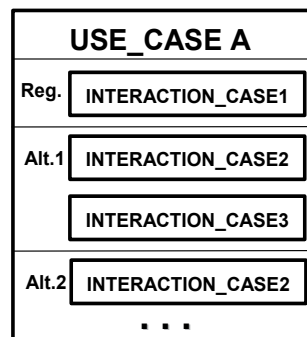 USE_CASE A
Reg. INTERACTION_CASE1
Alt.1 INTERACTION_CASE2
INTERACTION_CASE3
Alt.2 INTERACTION_CASE2
. . .